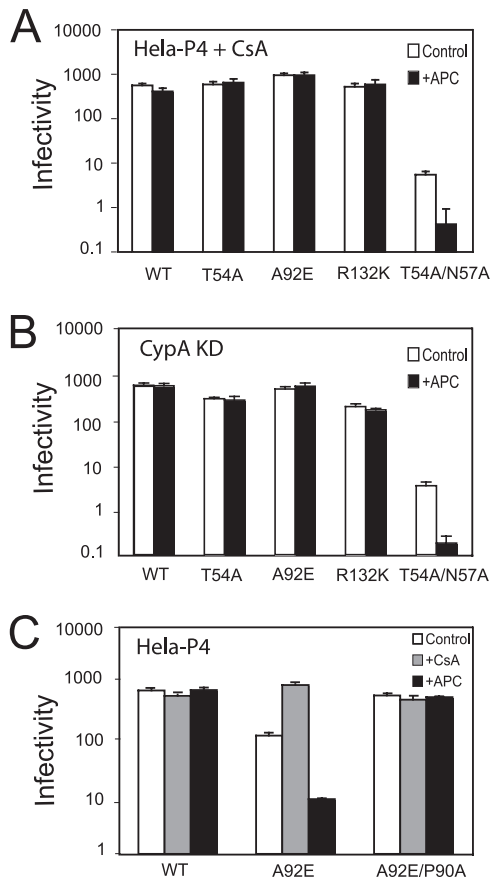 A
Hela-P4 + CsA
Control
+APC
Infectivity
10000
1000
100
10
1
0.1
WT T54A A92E R132K T54A/N57A
B
CypA KD
Control
+APC
Infectivity
10000
1000
100
10
1
0.1
WT T54A A92E R132K T54A/N57A
C
Hela-P4
Control
+CsA
+APC
Infectivity
10000
1000
100
10
1
WT A92E A92E/P90A